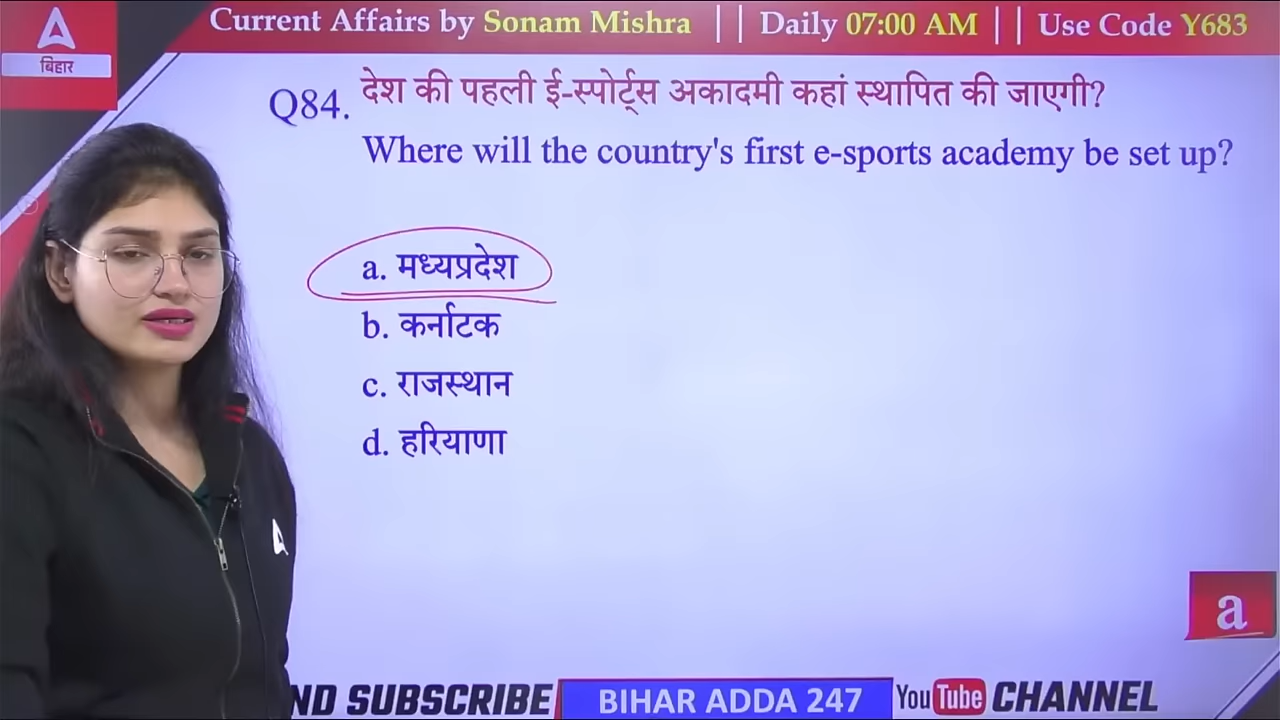 Current Affairs by Sonam Mishra || Daily 07:00 AM || Use Code Y683
बिहार
Q84. देश की पहली ई-स्पोर्ट्स अकादमी कहां स्थापित की जाएगी?
Where will the country's first e-sports academy be set up?
a. मध्यप्रदेश
b. कर्नाटक
c. राजस्थान
d. हरियाणा
a
ND SUBSCRIBE BIHAR ADDA 247 YouTube CHANNEL